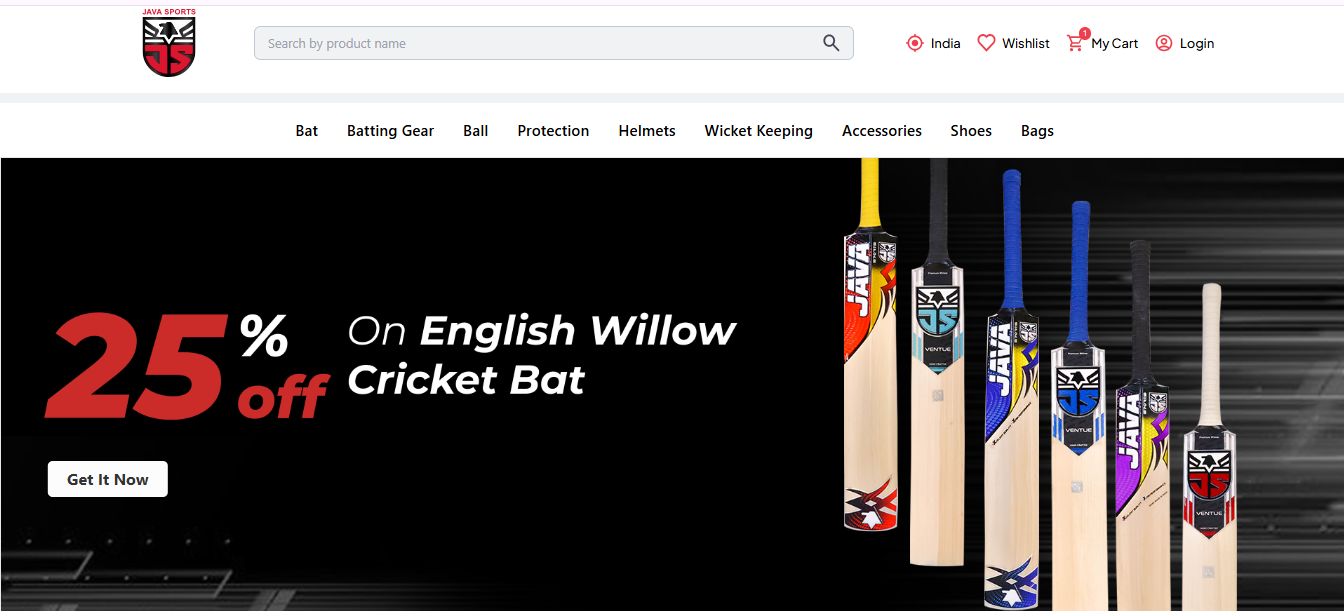 JAVA SPORTS
JS
Search by product name
India
Wishlist
1
My Cart
Login
Bat
Batting Gear
Ball
Protection
Helmets
Wicket Keeping
Accessories
Shoes
Bags
25% off
On English Willow
Cricket Bat
Get It Now
JAVA
JS
VENTUE
JAVA
JS
VENTUE
JAVA
JS
VENTUE